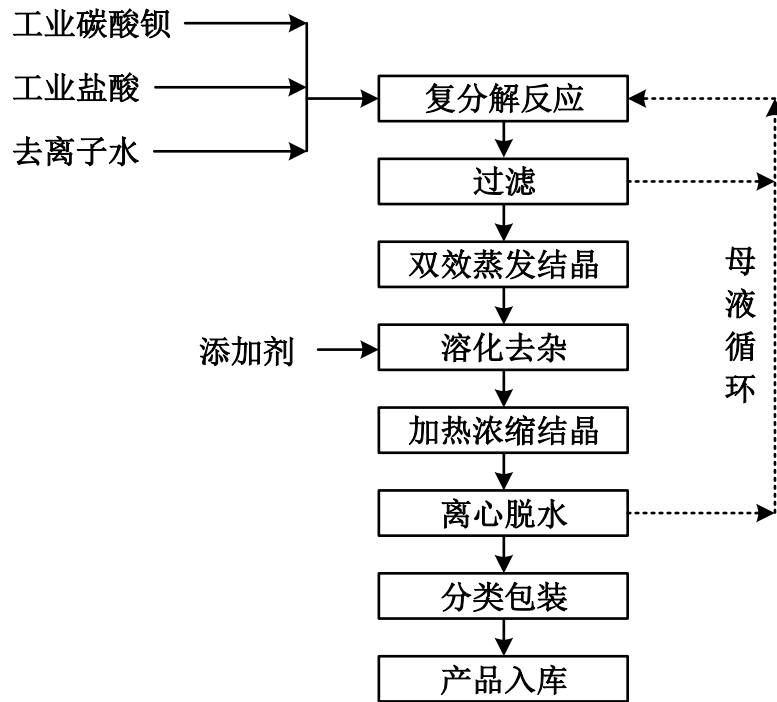 工业碳酸钡
工业盐酸
去离子水
复分解反应
过滤
双效蒸发结晶
添加剂
溶化去杂
加热浓缩结晶
离心脱水
分类包装
产品入库
母液循环